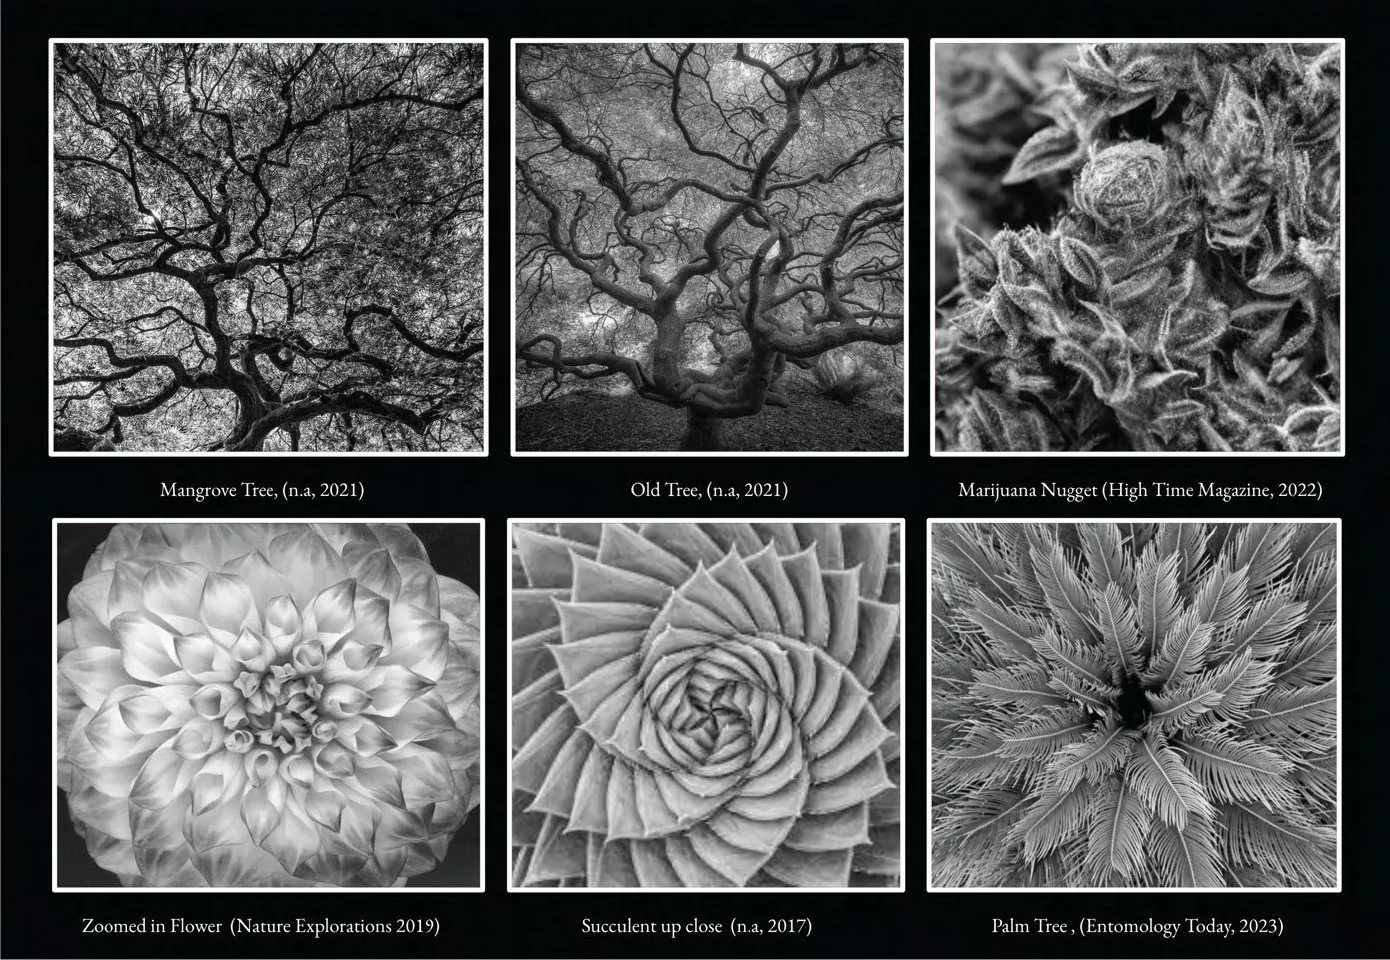 Mangrove Tree, (n.a, 2021)
Old Tree, (n.a, 2021)
Marijuana Nugget (High Time Magazine, 2022)
Zoomed in Flower  (Nature Explorations 2019)
Succulent up close  (n.a, 2017)
Palm Tree , (Entomology Today, 2023)